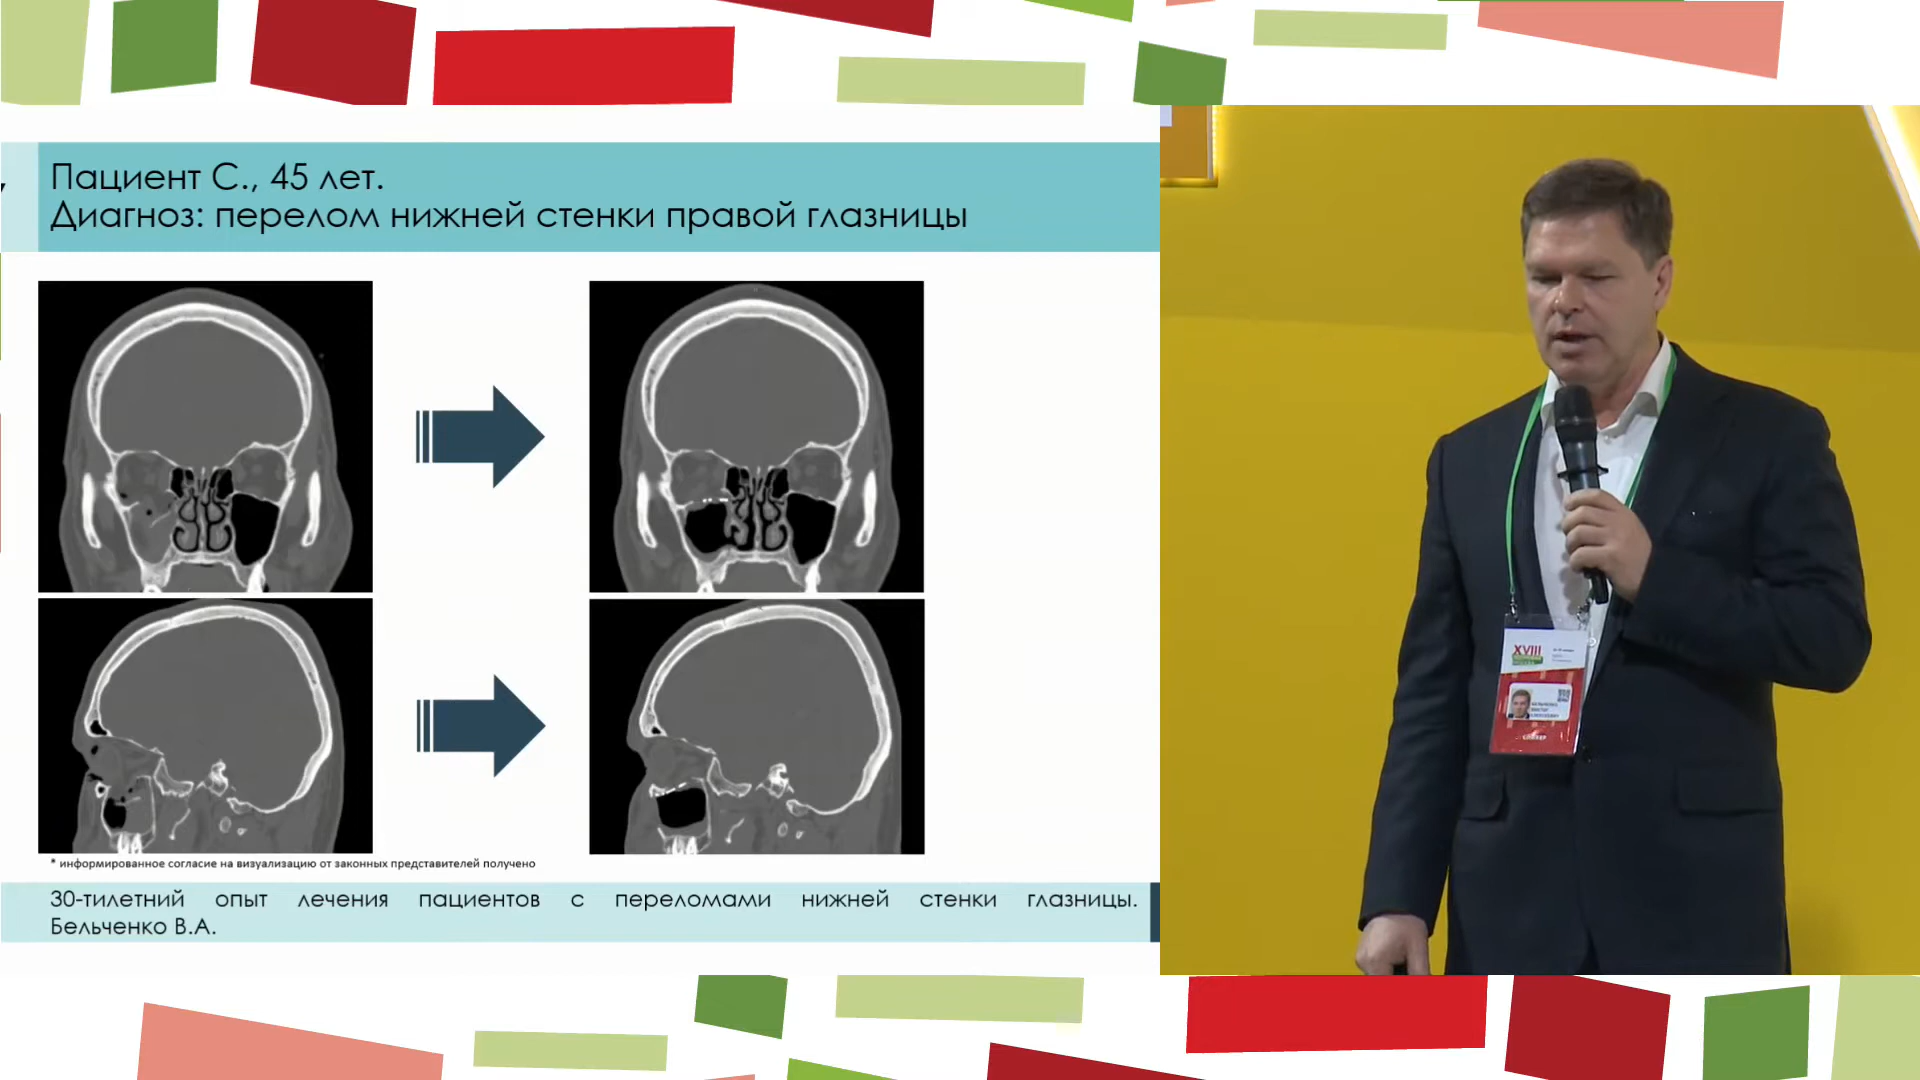 Пациент С., 45 лет.
Диагноз: перелом нижней стенки правой глазницы
* информированное согласие на визуализацию от законных представителей получено
30-тилетний опыт лечения пациентов с переломами нижней стенки глазницы.
Бельченко В.А.
XVIII
СПИКЕР